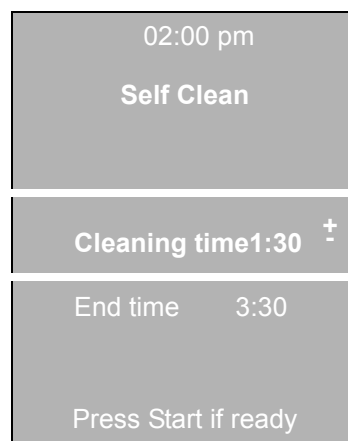 02:00 pm
Self Clean
Cleaning time1:30 +
-
End time 3:30
Press Start if ready